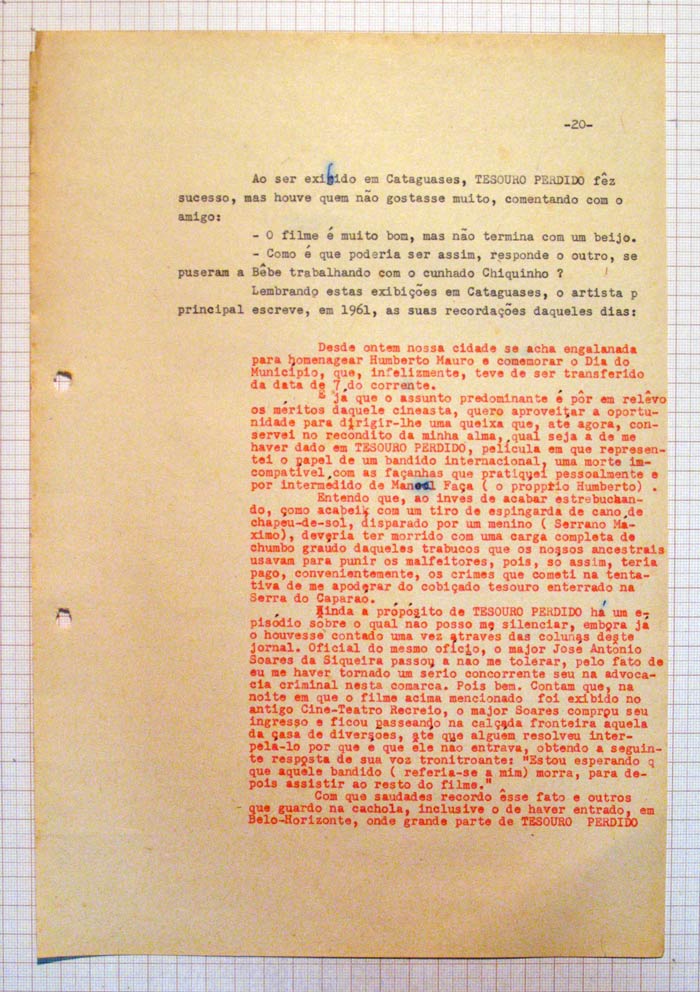 -20-
Ao ser exibido em Cataguases, TESOURO PERDIDO fêz
sucesso, mas houve quem não gostasse muito, comentando com o
amigo:
- O filme é muito bom, mas não termina com um beijo.
- Como é que poderia ser assim, responde o outro, se
puseram a Bêbe trabalhando com o cunhado Chiquinho ?
Lembrando estas exibições em Cataguases, o artista p
principal escreve, em 1961, as suas recordações daqueles dias:
Desde ontem nossa cidade se acha engalanada
para homenagear Humberto Mauro e comemorar o Dia do
Município, que, infelizmente, teve de ser transferido
da data de 7 do corrente.
E já que o assunto predominante é pôr em relêvo
os méritos daquele cineasta, quero aproveitar a oportu-
nidade para dirigir-lhe uma queixa que, até agora, con-
servei no recondito da minha alma, qual seja a de me
haver dado em TESOURO PERDIDO, película em que represen-
tei o papel de um bandido internacional, uma morte im-
compatível com as façanhas que pratiquei pessoalmente e
por intermédido de Manoel Faça ( o propprio Humberto) .
Entendo que, ao inves de acabar estrebuchan-
do, como acabeik com um tiro de espingarda de cano de
chapeu-de-sol, disparado por um menino ( Serrano Má-
ximo), deveria ter morrido com uma carga completa de
chumbo graúdo daqueles trabucos que os nossos ancestrais
usavam para punir os malfeitores, pois, so assim, teria
pago, convenientemente, os crimes que cometi na tenta-
tiva de me apoderar do cobiçado tesouro enterrado na
Serra do Caparao.
Ainda a própósito de TESOURO PERDIDO há um e-
pisódio sobre o qual nao posso me silenciar, embora já
o houvesse contado uma vez atraves das colunas deste
jornal. Oficial do mesmo ofício, o major José Antonio
Soares da Siqueira passou a nao me tolerar, pelo fato de
eu me haver tornado um serio concorrente seu na advoca-
cia criminal nesta comarca. Pois bem. Contam que, na
noite em que o filme acima mencionado foi exibido no
antigo Cine-Teatro Recreio, o major Soares comprou seu
ingresso e ficou passeando na calçada fronteira aquela
da casa de diversoes, até que alguem resolveu inter-
pelá-lo por que e que ele nao entrava, obtendo a seguin-
te resposta de sua voz tronitroante: "Estou esperando q
que aquele bandido ( referia-se a mim) morra, para de-
pois assistir ao resto do filme."
Com que saudades recordo êsse fato e outros
que guardo na cachola, inclusive o de haver entrado, em
Belo-Horizonte, onde grande parte de TESOURO PERDIDO